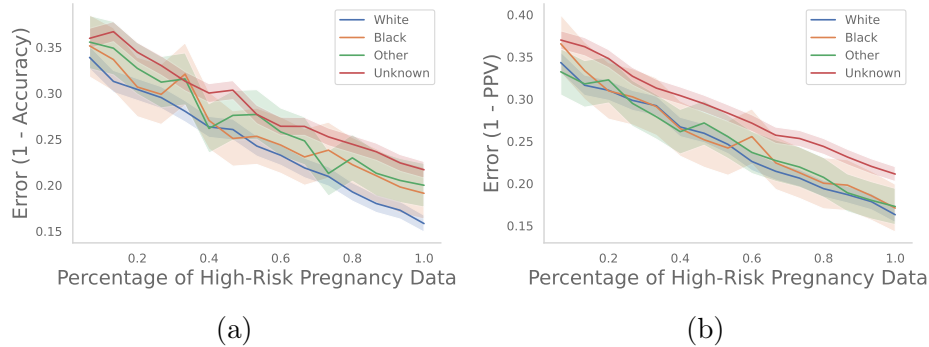 Error (1 - Accuracy)
0.35
0.30
0.25
0.20
0.15
White
Black
Other
Unknown
0.2
0.4
0.6
0.8
1.0
Percentage of High-Risk Pregnancy Data
(a)
Error (1 - PPV)
0.40
0.35
0.30
0.25
0.20
0.15
White
Black
Other
Unknown
0.2
0.4
0.6
0.8
1.0
Percentage of High-Risk Pregnancy Data
(b)